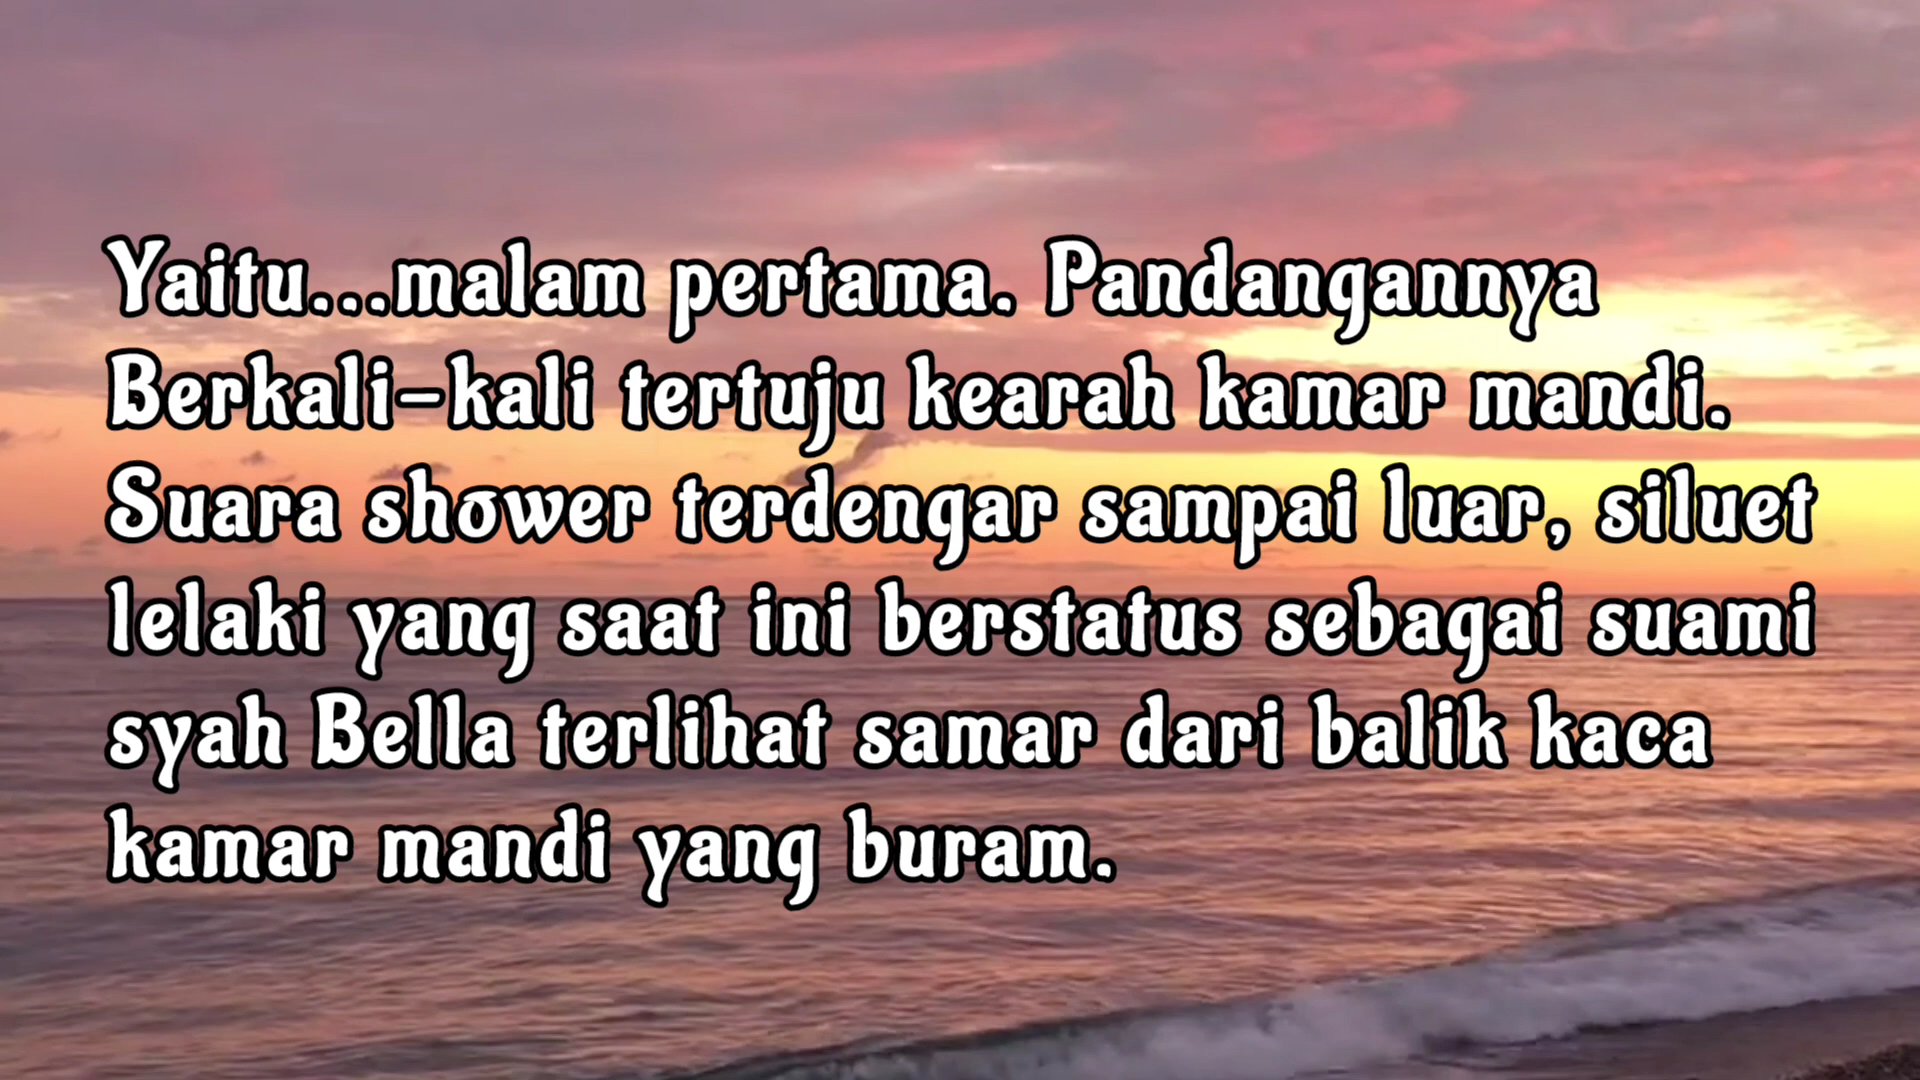 Yaitu...malam pertama. Pandangannya
Berkali-kali tertuju kearah kamar mandi.
Suara shower terdengar sampai luar, siluet
lelaki yang saat ini berstatus sebagai suami
syah Bella terlihat samar dari balik kaca
kamar mandi yang buram.